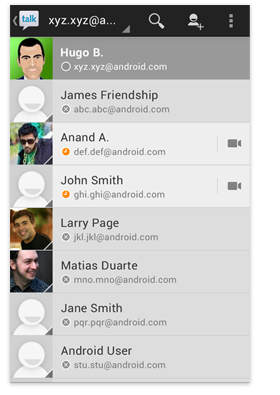 talk xyz.xyz@a...
Hugo B.
xyz.xyz@android.com
James Friendship
abc.abc@android.com
Anand A.
def.def@android.com
John Smith
ghi.ghi@android.com
Larry Page
jkl.jkl@android.com
Matias Duarte
mno.mno@android.com
Jane Smith
pqr.pqr@android.com
Android User
stu.stu@android.com